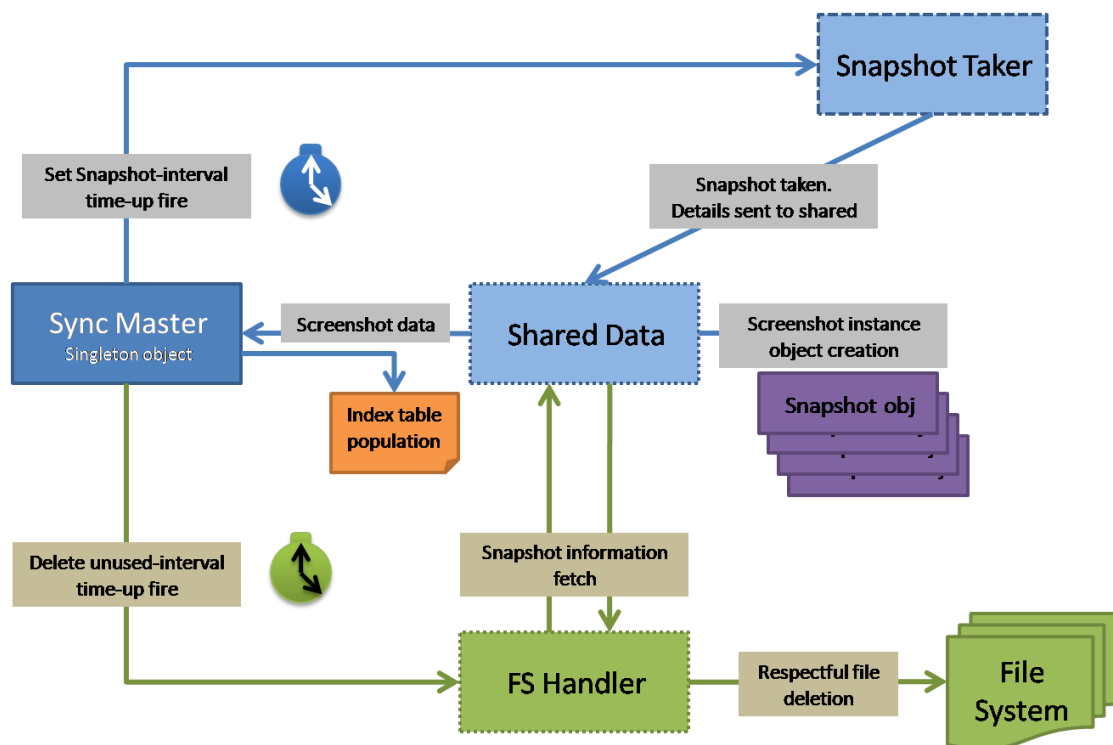 Snapshot Taker
Set Snapshot-interval
time-up fire
Snapshot taken.
Details sent to shared
Sync Master
Singleton object
Screenshot data
Shared Data
Screenshot instance
object creation
Snapshot obj
Index table
population
Delete unused-interval
time-up fire
Snapshot information
fetch
FS Handler
Respectful file
deletion
File
System